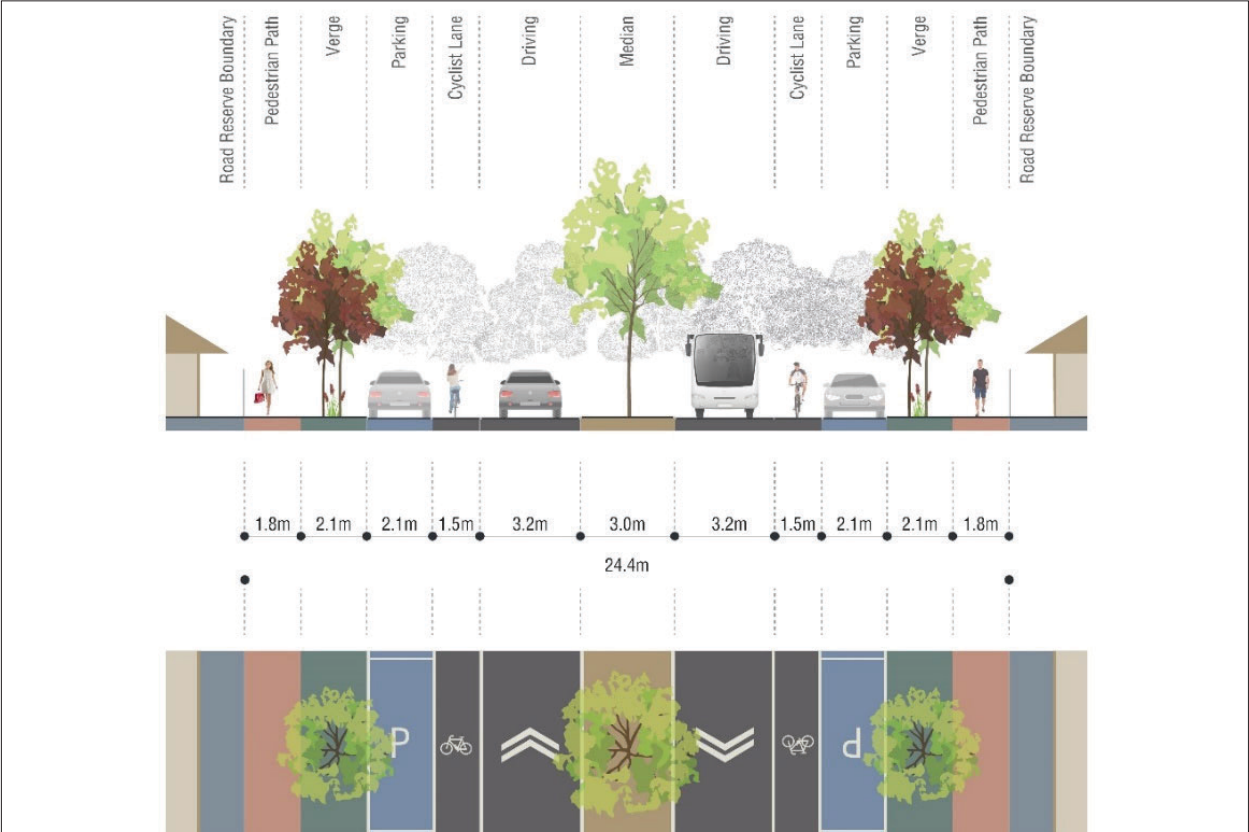 Road Reserve Boundary
Pedestrian Path
Verge
Parking
Cyclist Lane
Driving
Median
Driving
Cyclist Lane
Parking
Verge
Pedestrian Path
Road Reserve Boundary
1.8m 2.1m 2.1m 1.5m 3.2m 3.0m 3.2m 1.5m 2.1m 2.1m 1.8m
24.4m
P
P